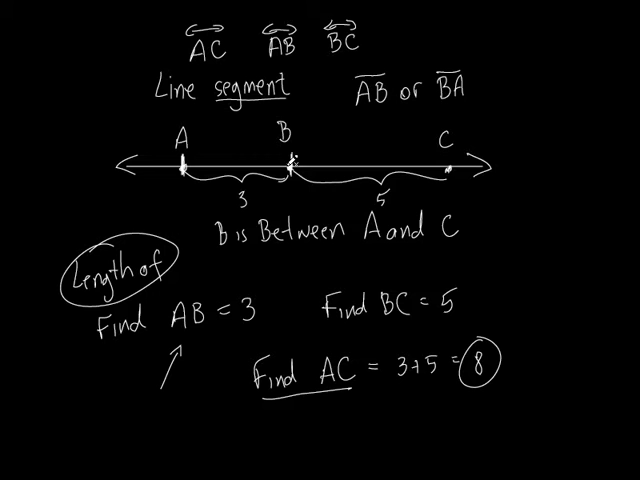 AC AB BC
Line segment AB or BA
A B C
3 5
B is Between A and C
Length of
Find AB = 3 Find BC = 5
Find AC = 3+5 = 8